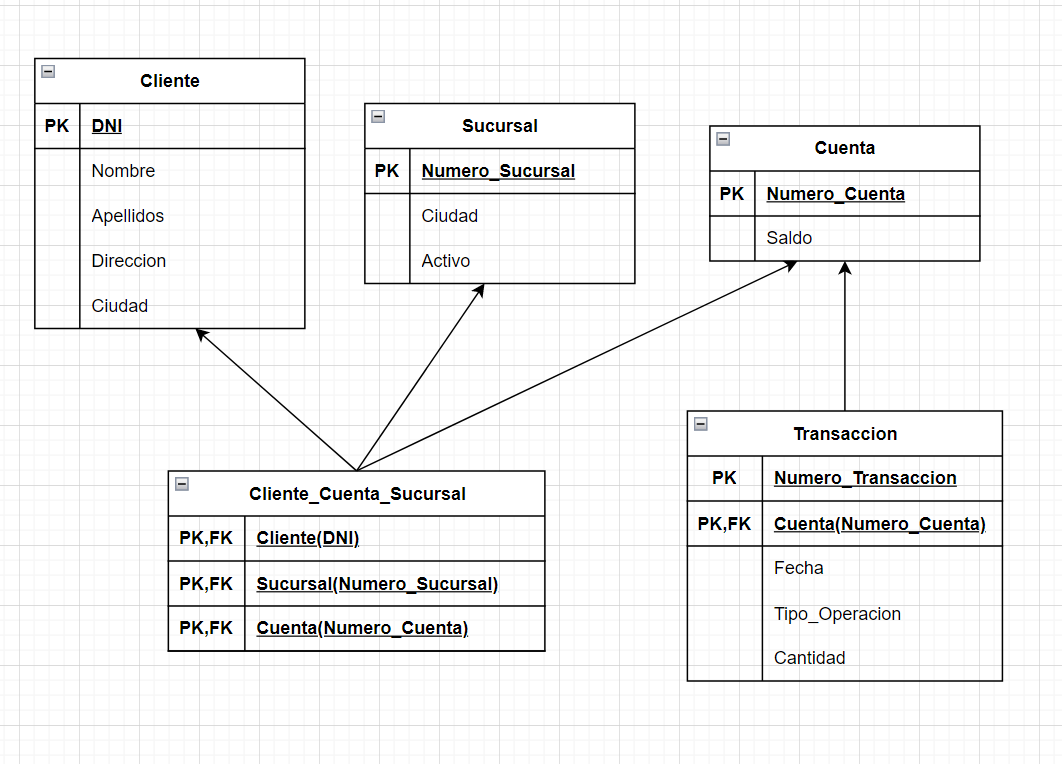 Cliente
PK DNI
Nombre
Apellidos
Direccion
Ciudad
Sucursal
PK Numero_Sucursal
Ciudad
Activo
Cuenta
PK Numero_Cuenta
Saldo
Cliente_Cuenta_Sucursal
PK,FK Cliente(DNI)
PK,FK Sucursal(Numero_Sucursal)
PK,FK Cuenta(Numero_Cuenta)
Transaccion
PK Numero_Transaccion
PK,FK Cuenta(Numero_Cuenta)
Fecha
Tipo_Operacion
Cantidad